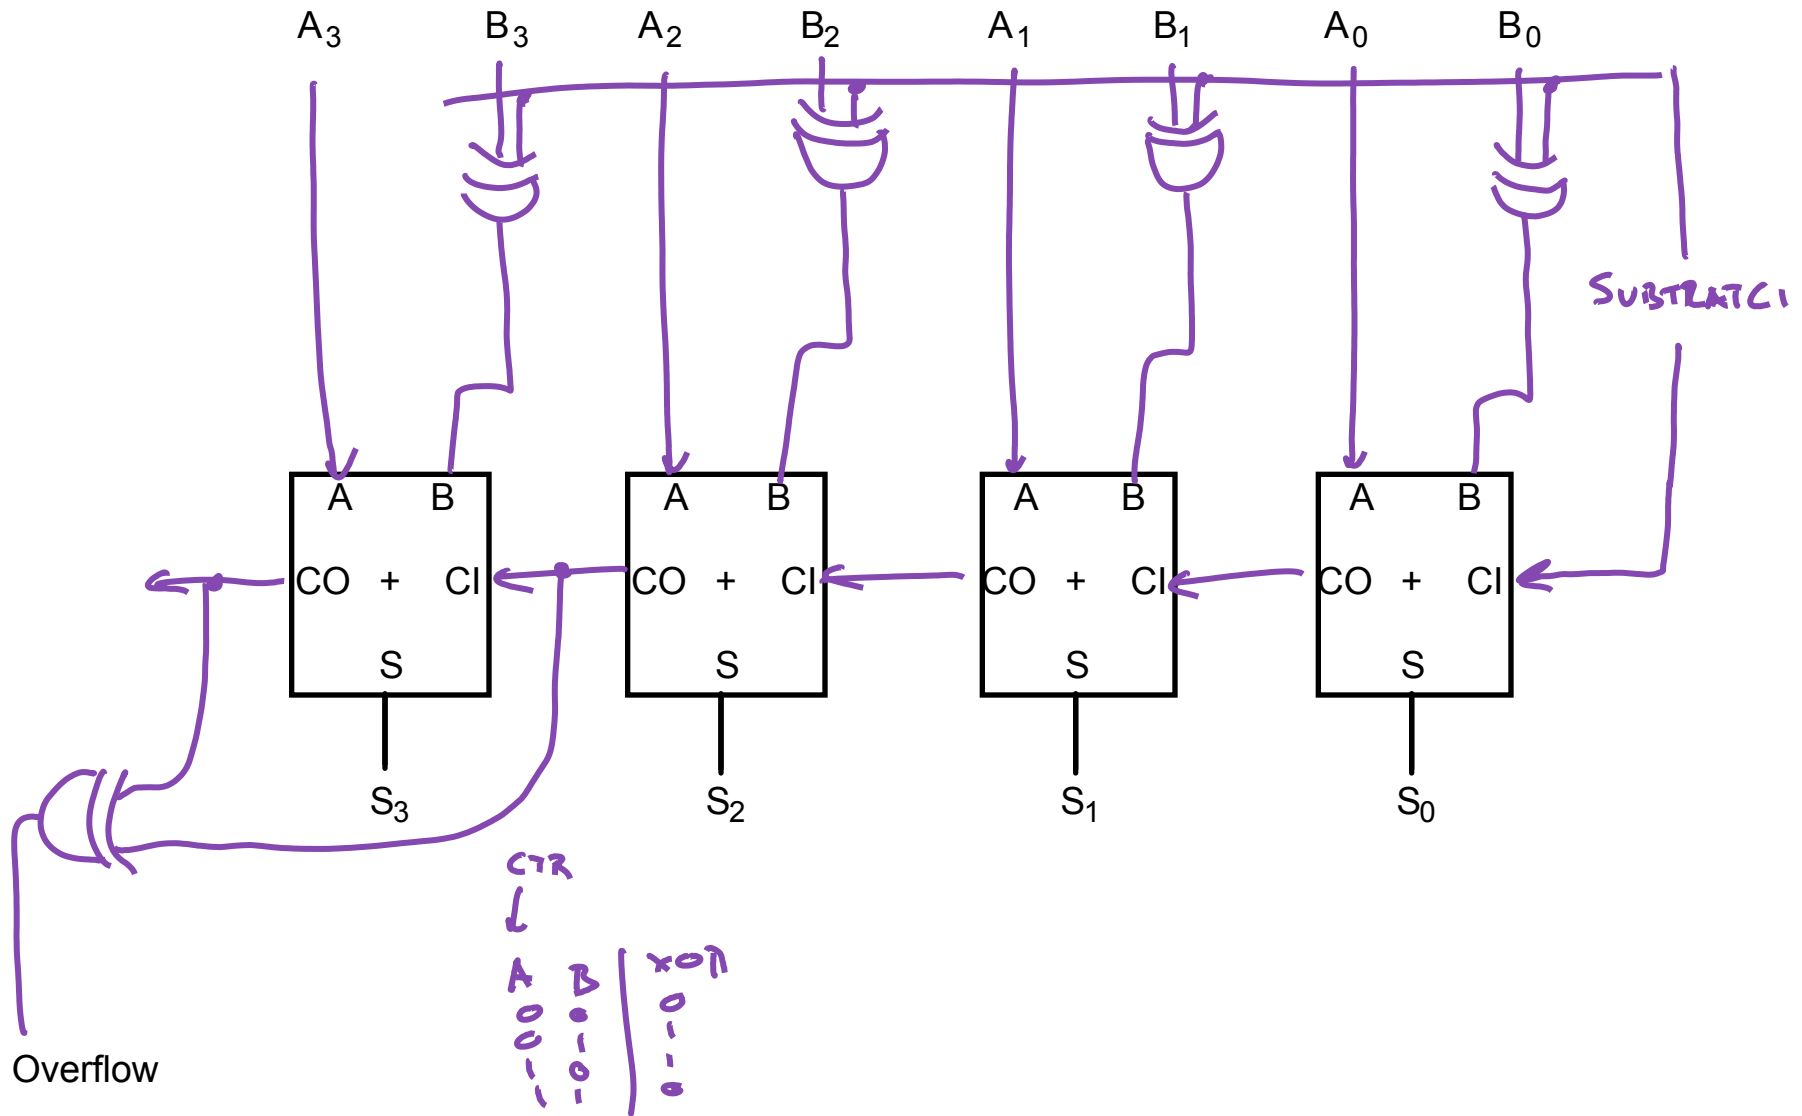 A3 B3 A2 B2 A1 B1 A0 B0
SUBTRATCI
A B A B A B A B
CO + CI CO + CI CO + CI CO + CI
S S S S
S3 S2 S1 S0
CTR
A B XOR
0 0 0
0 1 1
1 0 1
1 1 0
Overflow